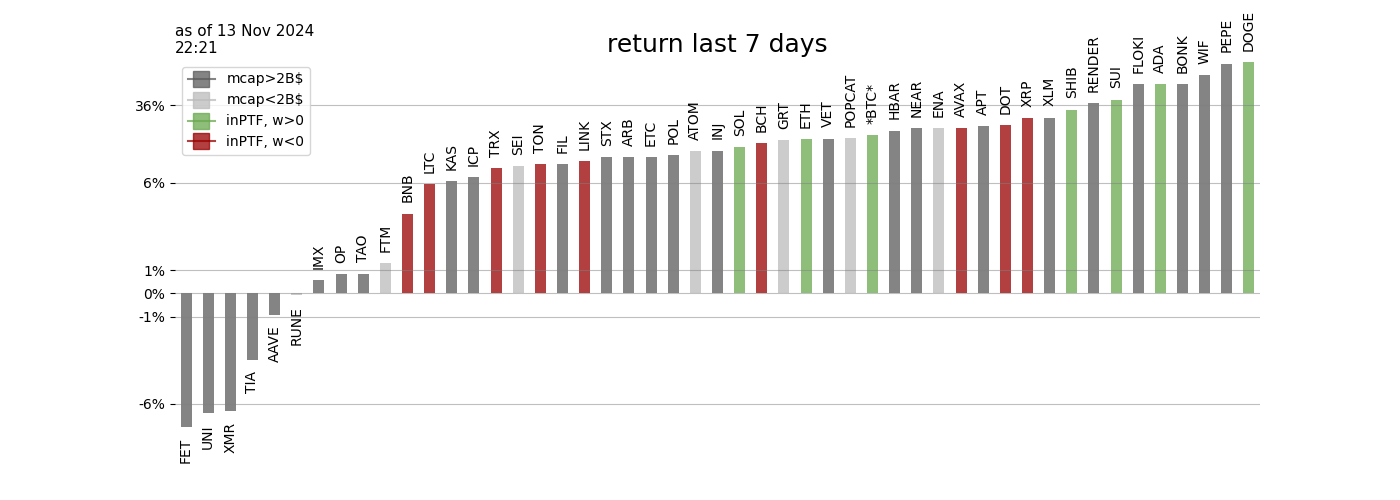 as of 13 Nov 2024
22:21
return last 7 days
mcap>2B$
mcap<2B$
inPTF, w>0
inPTF, w<0
36%
6%
1%
0%
-1%
-6%
FET
UNI
XMR
TIA
AAVE
RUNE
IMX
OP
TAO
FTM
BNB
LTC
KAS
ICP
TRX
SEI
TON
FIL
LINK
STX
ARB
ETC
POL
ATOM
INJ
SOL
BCH
GRT
ETH
VET
POPCAT
*BTC*
HBAR
NEAR
ENA
AVAX
APT
DOT
XRP
XLM
SHIB
RENDER
SUI
FLOKI
ADA
BONK
WIF
PEPE
DOGE